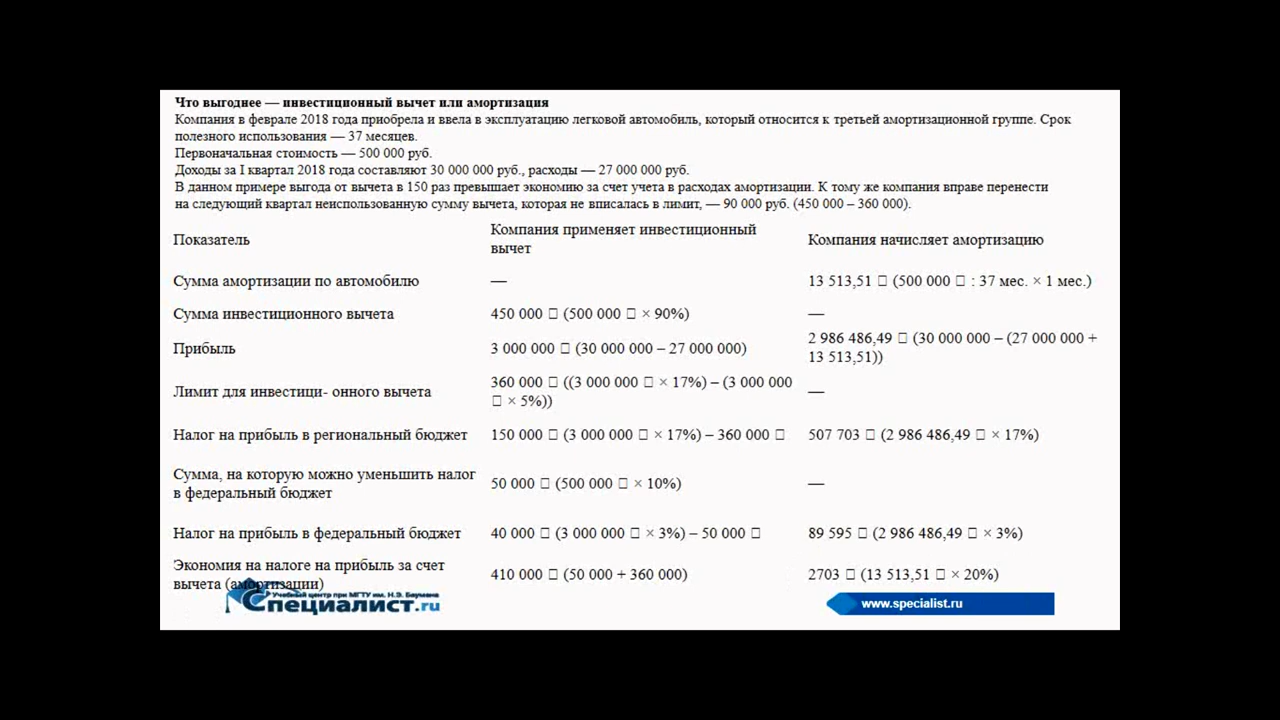 Что выгоднее — инвестиционный вычет или амортизация
Компания в феврале 2018 года приобрела и ввела в эксплуатацию легковой автомобиль, который относится к третьей амортизационной группе. Срок
полезного использования — 37 месяцев.
Первоначальная стоимость — 500 000 руб.
Доходы за I квартал 2018 года составляют 30 000 000 руб., расходы — 27 000 000 руб.
В данном примере выгода от вычета в 150 раз превышает экономию за счет учета в расходах амортизации. К тому же компания вправе перенести
на следующий квартал неиспользованную сумму вычета, которая не вписалась в лимит, — 90 000 руб. (450 000 – 360 000).
Показатель
Компания применяет инвестиционный
вычет
Компания начисляет амортизацию
Сумма амортизации по автомобилю
—
13 513,51 ⎕ (500 000 ⎕ : 37 мес. × 1 мес.)
Сумма инвестиционного вычета
450 000 ⎕ (500 000 ⎕ × 90%)
—
Прибыль
3 000 000 ⎕ (30 000 000 – 27 000 000)
2 986 486,49 ⎕ (30 000 000 – (27 000 000 +
13 513,51))
Лимит для инвестици- онного вычета
360 000 ⎕ ((3 000 000 ⎕ × 17%) – (3 000 000
⎕ × 5%))
—
Налог на прибыль в региональный бюджет
150 000 ⎕ (3 000 000 ⎕ × 17%) – 360 000 ⎕
507 703 ⎕ (2 986 486,49 ⎕ × 17%)
Сумма, на которую можно уменьшить налог
в федеральный бюджет
50 000 ⎕ (500 000 ⎕ × 10%)
—
Налог на прибыль в федеральный бюджет
40 000 ⎕ (3 000 000 ⎕ × 3%) – 50 000 ⎕
89 595 ⎕ (2 986 486,49 ⎕ × 3%)
Экономия на налоге на прибыль за счет
вычета (амортизации)
410 000 ⎕ (50 000 + 360 000)
2703 ⎕ (13 513,51 ⎕ × 20%)
Учебный центр при МГТУ им. Н.Э. Баумана
Специалист.ru
www.specialist.ru